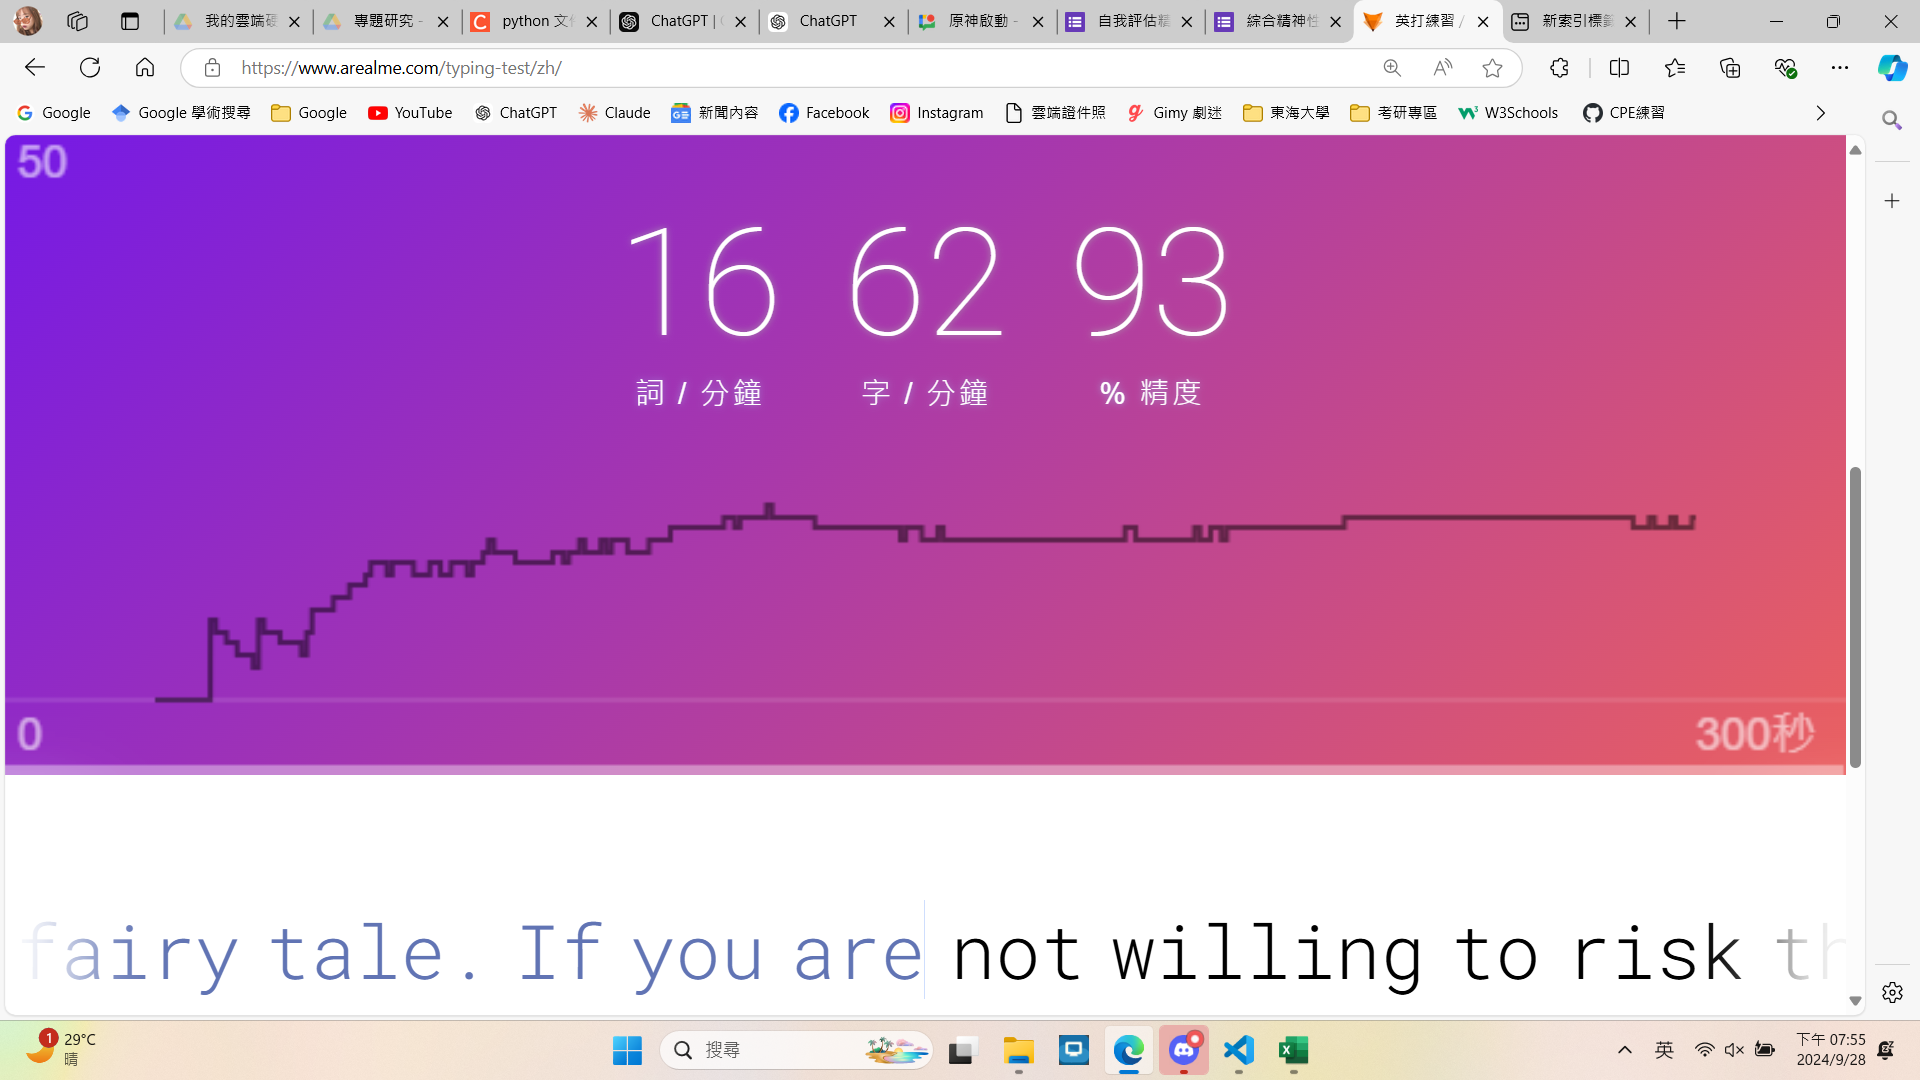 我的雲端硬
專題研究 -
python 文
ChatGPT |
ChatGPT
原神啟動 -
自我評估
綜合精神性
英打練習 /
新索引標
https://www.arealme.com/typing-test/zh/
Google
Google 學術搜尋
Google
YouTube
ChatGPT
Claude
新聞內容
Facebook
Instagram
雲端證件照
Gimy 劇迷
東海大學
考研專區
W3Schools
CPE練習
50
16 62 93
詞 / 分鐘 字 / 分鐘 % 精度
0 300秒
fairy tale. If you are not willing to risk th
1
29°C
晴
搜尋
英
下午 07:55
2024/9/28